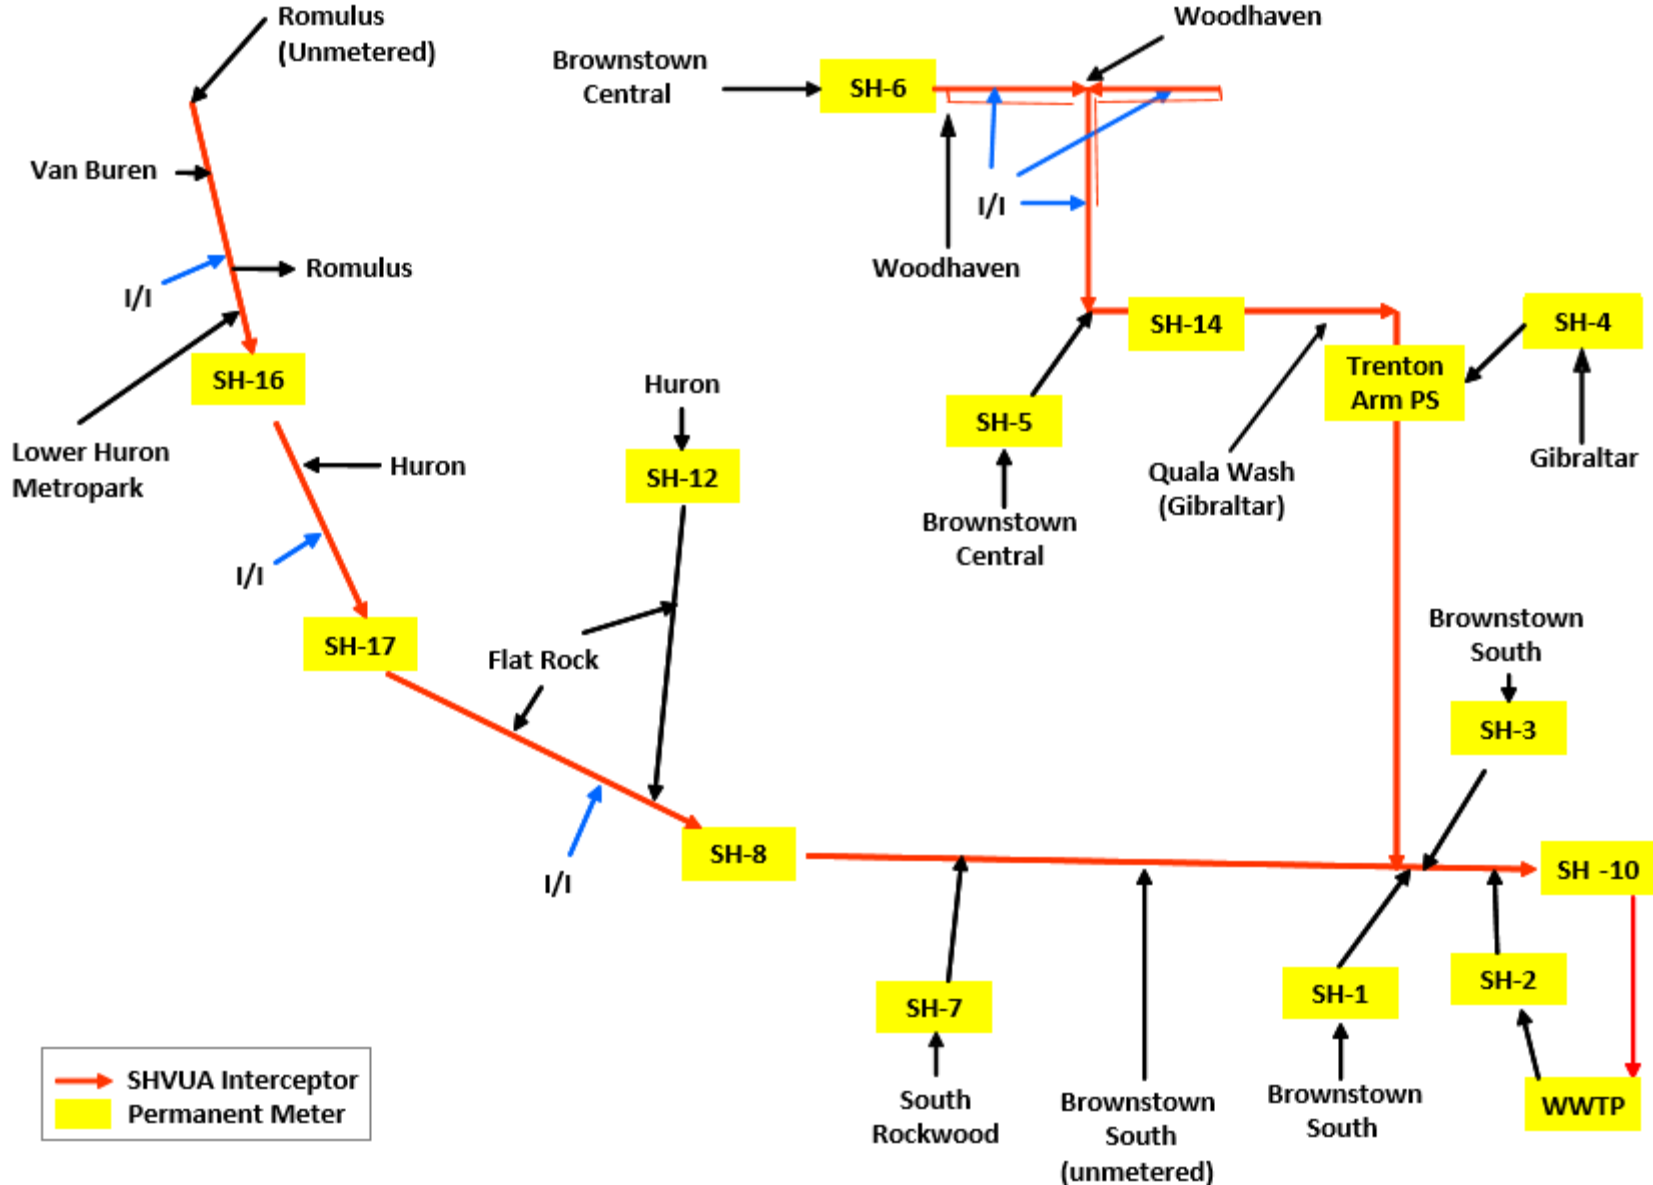 Romulus
(Unmetered)
Woodhaven
Brownstown
Central
SH-6
Van Buren
I/I
Woodhaven
Romulus
I/I
SH-14
SH-4
Trenton
Arm PS
SH-16
Huron
SH-5
Lower Huron
Metropark
Huron
SH-12
Quala Wash
(Gibraltar)
Gibraltar
Brownstown
Central
I/I
SH-17
Flat Rock
Brownstown
South
SH-3
SH-8
SH -10
I/I
SH-7
SH-1
SH-2
SHVUA Interceptor
Permanent Meter
South
Rockwood
Brownstown
South
(unmetered)
Brownstown
South
WWTP